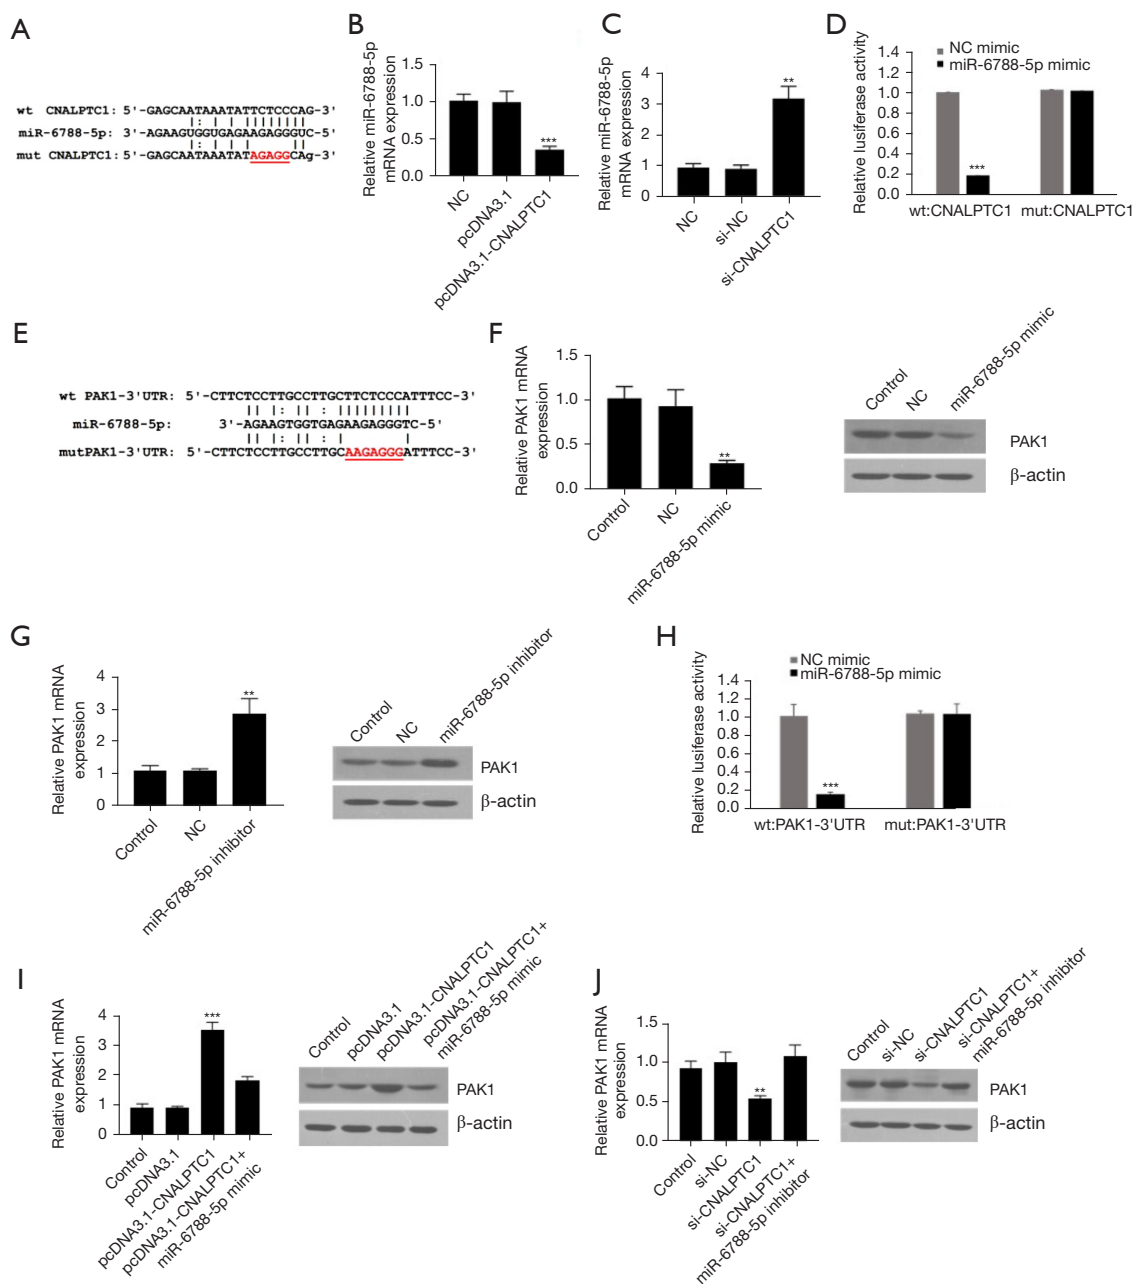 A
wt CNALPTC1: 5'-GAGCAATAAATATTCTCCCAG-3'
miR-6788-5p: 3'-AGAAGUGGUGAGAAGAGGGUC-5'
mut CNALPTC1: 5'-GAGCAATAAATATAGAGGCAg-3'
B
Relative miR-6788-5p
mRNA expression
1.5
1.0
0.5
0.0
***
NC
pcDNA3.1
pcDNA3.1-CNALPTC1
C
Relative miR-6788-5p
mRNA expression
4
3
2
1
0
**
NC
si-NC
si-CNALPTC1
D
Relative luciferase activity
NC mimic
miR-6788-5p mimic
1.4
1.2
1.0
0.8
0.6
0.4
0.2
0.0
***
wt:CNALPTC1
mut:CNALPTC1
E
wt PAK1-3'UTR: 5'-CTTCTCCTTGCCTTGCTTCTCCCATTTCC-3'
miR-6788-5p: 3'-AGAAGTGGTGAGAAGAGGGTC-5'
mutPAK1-3'UTR: 5'-CTTCTCCTTGCCTTGCAAGAGGGATTTCC-3'
F
Relative PAK1 mRNA
expression
1.5
1.0
0.5
0.0
**
Control
NC
miR-6788-5p mimic
Control
NC
miR-6788-5p mimic
PAK1
β-actin
G
Relative PAK1 mRNA
expression
4
3
2
1
0
**
Control
NC
miR-6788-5p inhibitor
Control
NC
miR-6788-5p inhibitor
PAK1
β-actin
H
Relative luciferase activity
NC mimic
miR-6788-5p mimic
1.4
1.2
1.0
0.8
0.6
0.4
0.2
0.0
***
wt:PAK1-3'UTR
mut:PAK1-3'UTR
I
Relative PAK1 mRNA
expression
4
3
2
1
0
***
Control
pcDNA3.1
pcDNA3.1-CNALPTC1
pcDNA3.1-CNALPTC1+
miR-6788-5p mimic
Control
pcDNA3.1
pcDNA3.1-CNALPTC1
pcDNA3.1-CNALPTC1+
miR-6788-5p mimic
PAK1
β-actin
J
Relative PAK1 mRNA
expression
1.5
1.0
0.5
0.0
**
Control
si-NC
si-CNALPTC1
si-CNALPTC1+
miR-6788-5p inhibitor
Control
si-NC
si-CNALPTC1
si-CNALPTC1+
miR-6788-5p inhibitor
PAK1
β-actin